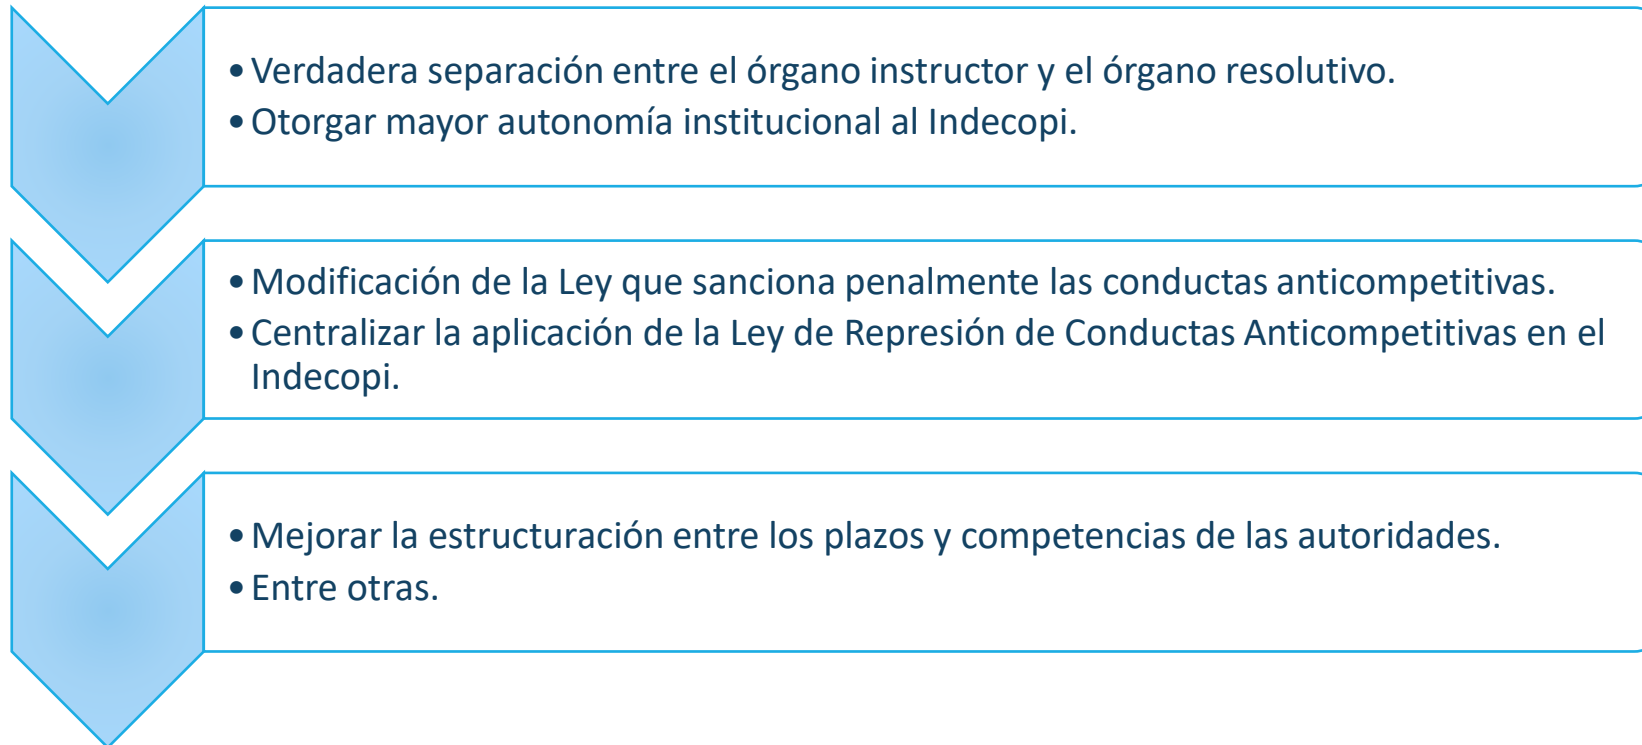 • Verdadera separación entre el órgano instructor y el órgano resolutivo.
• Otorgar mayor autonomía institucional al Indecopi.
• Modificación de la Ley que sanciona penalmente las conductas anticompetitivas.
• Centralizar la aplicación de la Ley de Represión de Conductas Anticompetitivas en el
Indecopi.
• Mejorar la estructuración entre los plazos y competencias de las autoridades.
• Entre otras.